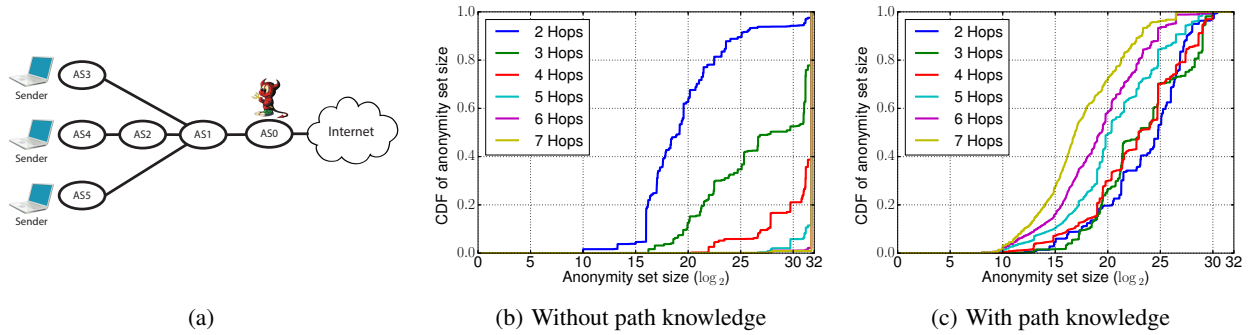 AS3
Sender
AS4
AS2
AS1
AS0
Internet
Sender
AS5
Sender
(a)
CDF of anonymity set size
1.0
0.8
0.6
0.4
0.2
0.0
2 Hops
3 Hops
4 Hops
5 Hops
6 Hops
7 Hops
0 5 10 15 20 25 30 32
Anonymity set size (log 2)
(b) Without path knowledge
CDF of anonymity set size
1.0
0.8
0.6
0.4
0.2
0.0
2 Hops
3 Hops
4 Hops
5 Hops
6 Hops
7 Hops
0 5 10 15 20 25 30 32
Anonymity set size (log 2)
(c) With path knowledge